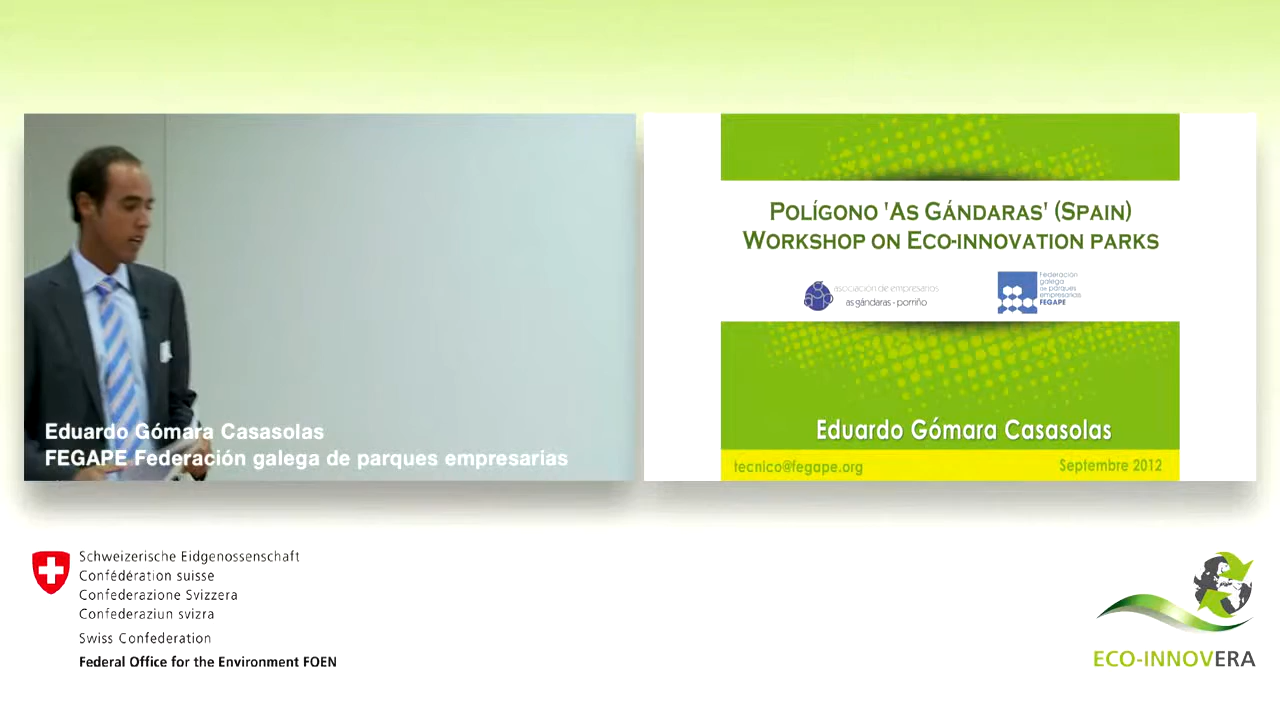 Eduardo Gómara Casasolas
FEGAPE Federación galega de parques empresarias
POLÍGONO 'AS GÁNDARAS' (SPAIN)
WORKSHOP ON ECO-INNOVATION PARKS
asociación de empresarios
as gándaras - porriño
federación
galega
de parques
empresarias
FEGAPE
Eduardo Gómara Casasolas
tecnico@fegape.org
Septembre 2012
Schweizerische Eidgenossenschaft
Confédération suisse
Confederazione Svizzera
Confederaziun svizra
Swiss Confederation
Federal Office for the Environment FOEN
ECO-INNOVERA